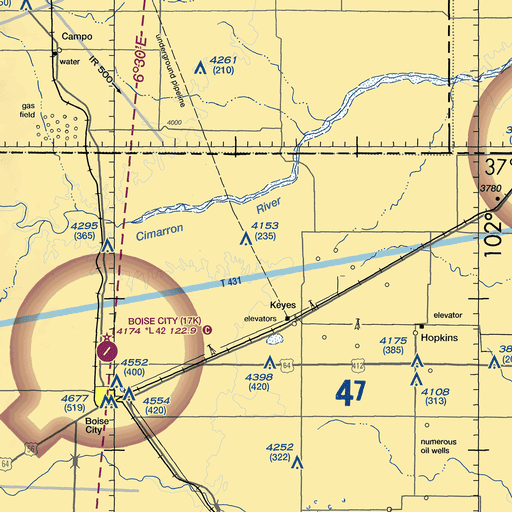 50)
Campo
water
IR 500
6°30'E
underground pipeline
4261
(210)
gas
field
4000
37°
3780
102°
River
Cimarron
4295
(365)
4153
(235)
T 431
Keyes
elevators
BOISE CITY (17K)
4174 *L 42 122.9 C
elevator
Hopkins
4175
(385)
4552
(400)
4398
(420)
64
412
4677
(519)
4554
(420)
47
4108
(313)
Boise
City
56
64
4252
(322)
numerous
oil wells